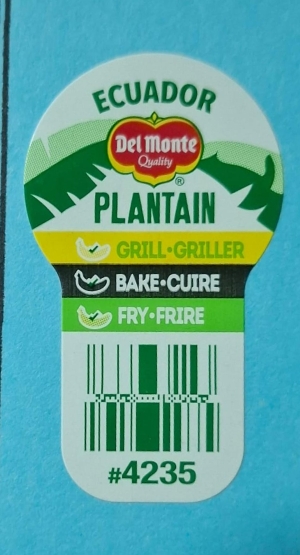 ECUADOR
Del Monte
Quality
®
PLANTAIN
GRILL•GRILLER
BAKE•CUIRE
FRY•FRIRE
#4235